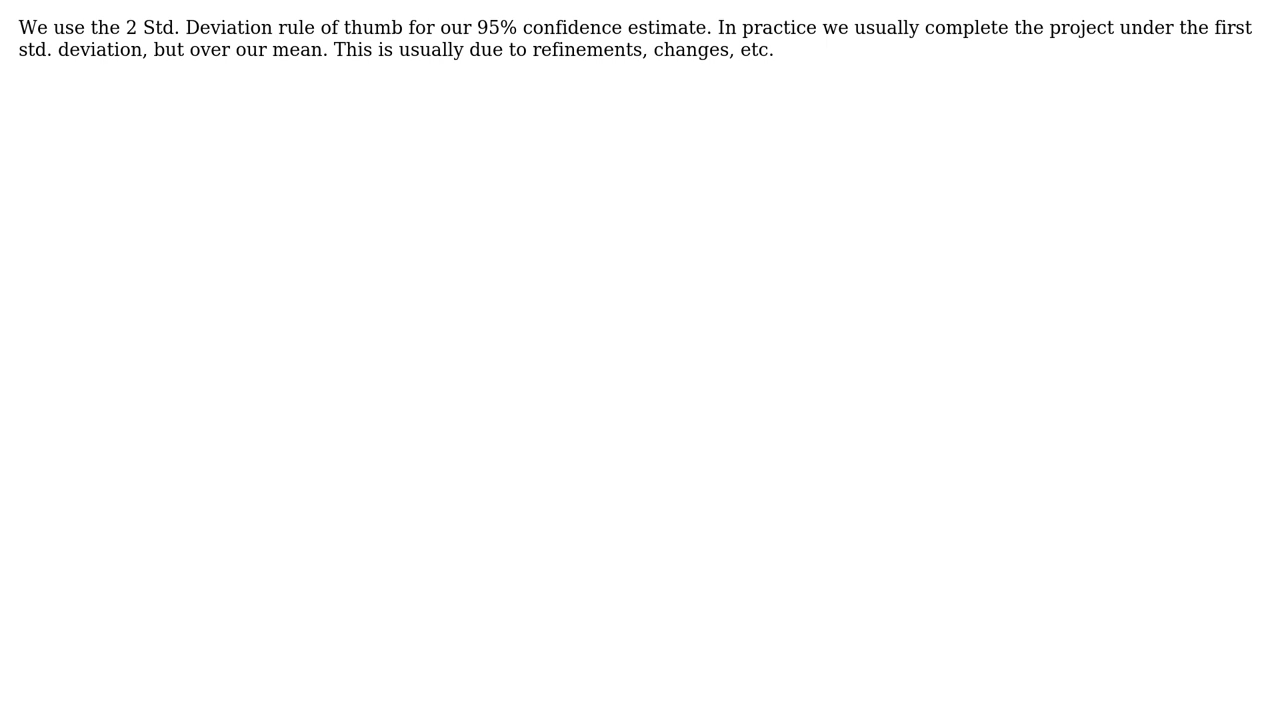 We use the 2 Std. Deviation rule of thumb for our 95% confidence estimate. In practice we usually complete the project under the first
std. deviation, but over our mean. This is usually due to refinements, changes, etc.